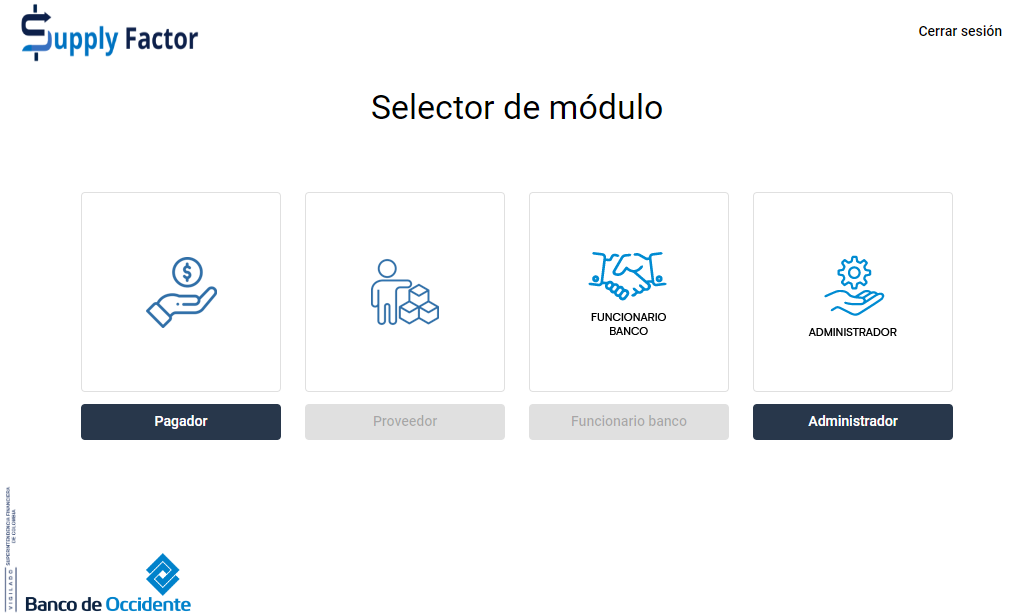 Supply Factor
Cerrar sesión
Selector de módulo
$
FUNCIONARIO
BANCO
ADMINISTRADOR
Pagador
Proveedor
Funcionario banco
Administrador
VIGILADO
SUPERINTENDENCIA FINANCIERA
DE COLOMBIA
Banco de Occidente